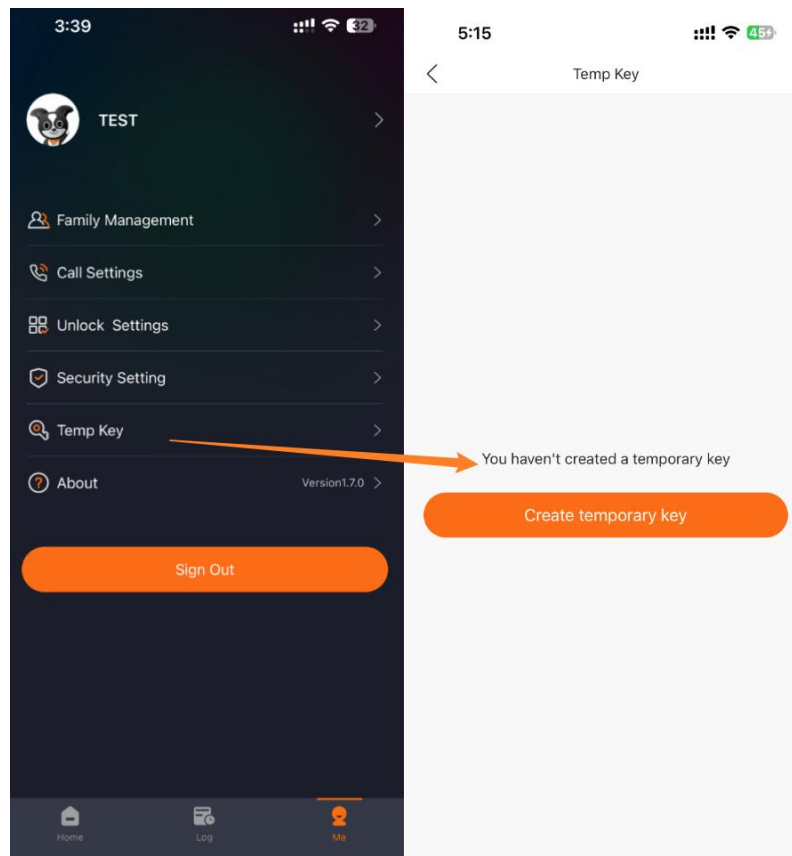 3:39
32
TEST
Family Management
Call Settings
Unlock Settings
Security Setting
Temp Key
About
Version1.7.0
Sign Out
Home
Log
Me
5:15
45
Temp Key
You haven't created a temporary key
Create temporary key